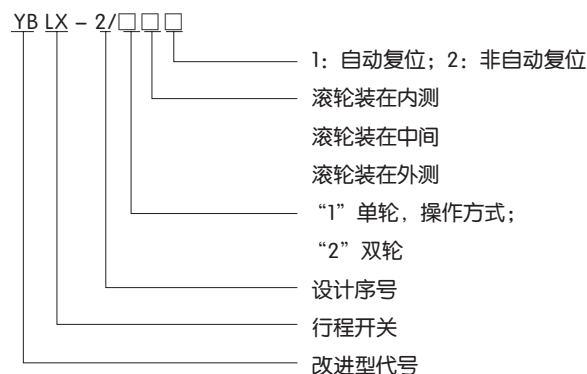 YB LX – 2/□□□
1：自动复位；2：非自动复位
滚轮装在内测
滚轮装在中间
滚轮装在外测
“1”单轮，操作方式；
“2”双轮
设计序号
行程开关
改进型代号